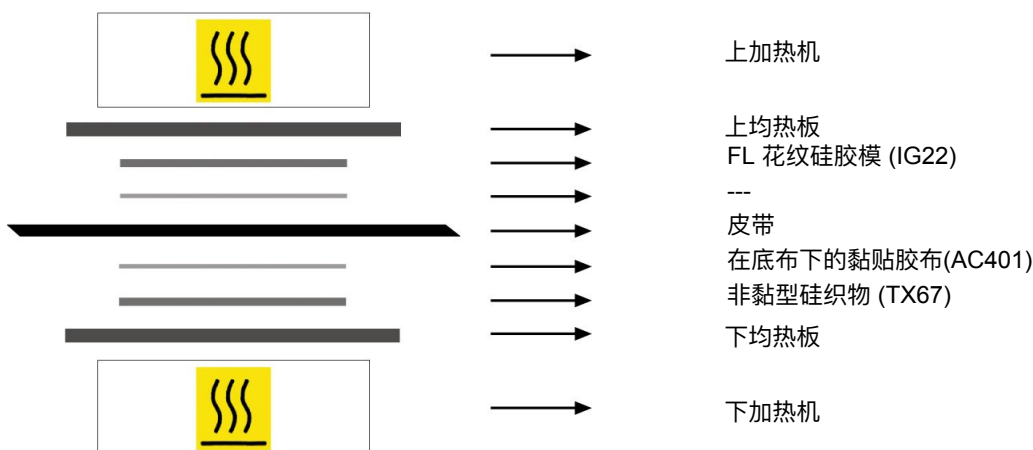 上加热机
上均热板
FL 花纹硅胶模 (IG22)
---
皮带
在底布下的黏贴胶布(AC401)
非黏型硅织物 (TX67)
下均热板
下加热机